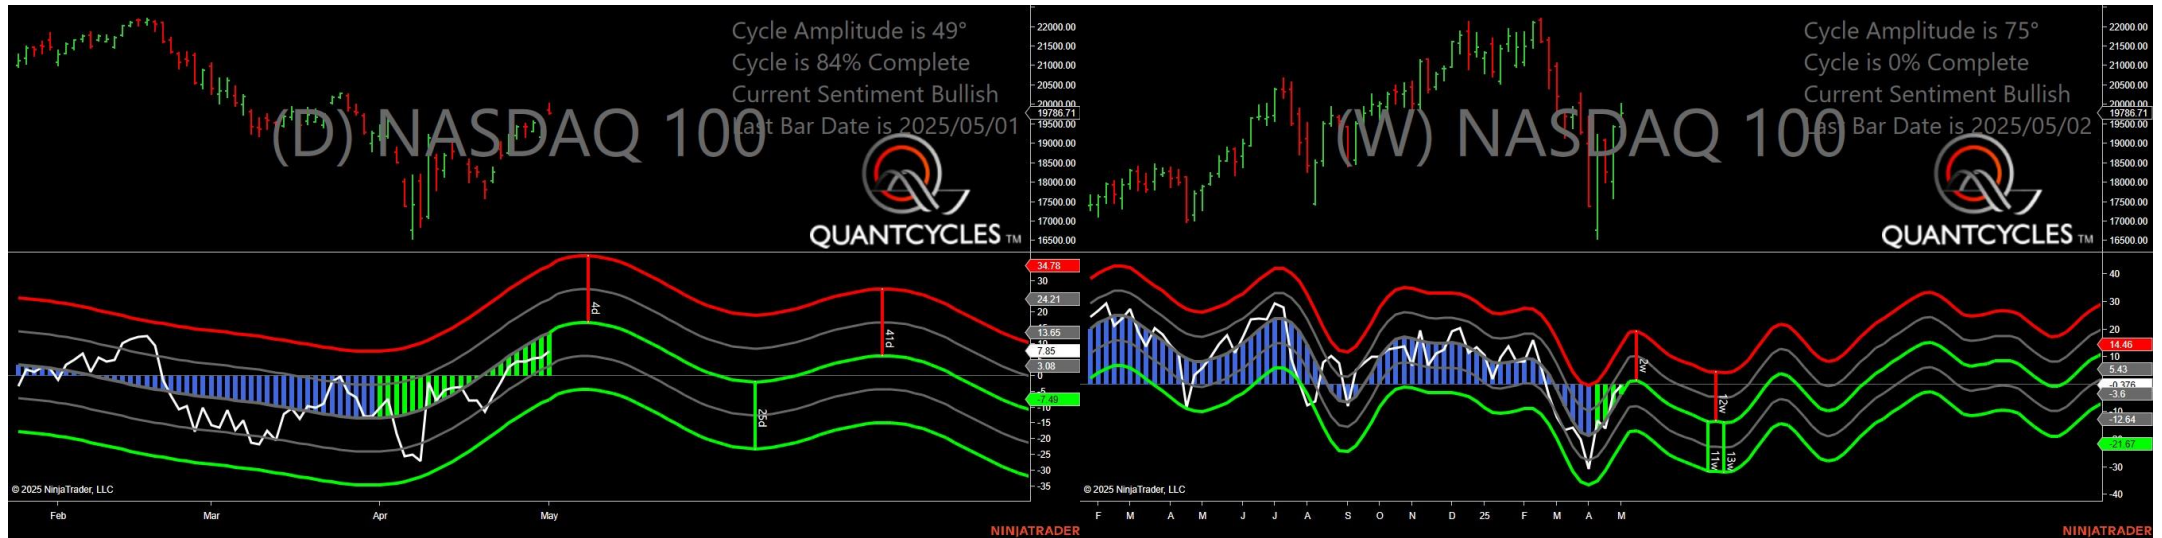 Cycle Amplitude is 49°
Cycle is 84% Complete
Current Sentiment Bullish
Last Bar Date is 2025/05/01
(D) NASDAQ 100
QUANTCYCLES TM
22000.00
21500.00
21000.00
20500.00
20000.00
19786.71
19500.00
19000.00
18500.00
18000.00
17500.00
17000.00
16500.00
34.78
30
24.21
20
13.65
10
7.85
3.08
0
-5
-7.49
-10
-15
-20
-25
-30
-35
4d
25d
41d
© 2025 NinjaTrader, LLC
Feb Mar Apr May
NINJATRADER
Cycle Amplitude is 75°
Cycle is 0% Complete
Current Sentiment Bullish
Last Bar Date is 2025/05/02
(W) NASDAQ 100
QUANTCYCLES TM
22000.00
21500.00
21000.00
20500.00
20000.00
19786.71
19500.00
19000.00
18500.00
18000.00
17500.00
17000.00
16500.00
40
30
20
14.46
10
5.43
-0.376
-3.6
-10
-12.64
-21.67
-30
-40
2w
12w
11w
13w
© 2025 NinjaTrader, LLC
F M A M J J A S O N D 25 F M A M
NINJATRADER